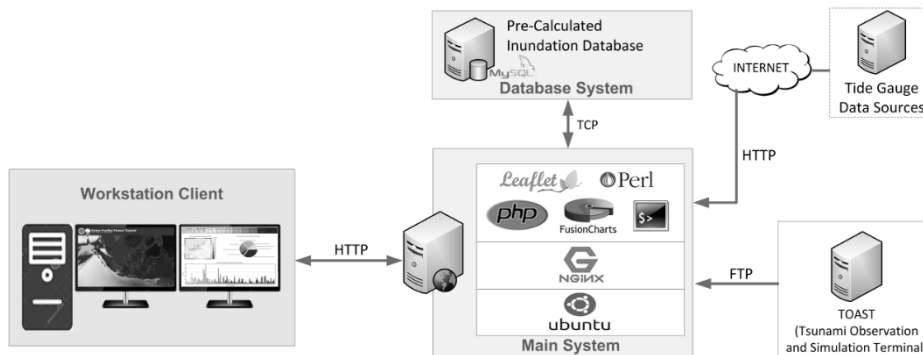 Pre-Calculated
Inundation Database
MySQL
Database System
TCP
INTERNET
Tide Gauge
Data Sources
HTTP
Workstation Client
HTTP
Leaflet
Perl
php
FusionCharts
$>
NGINX
ubuntu
Main System
FTP
TOAST
(Tsunami Observation
and Simulation Terminal